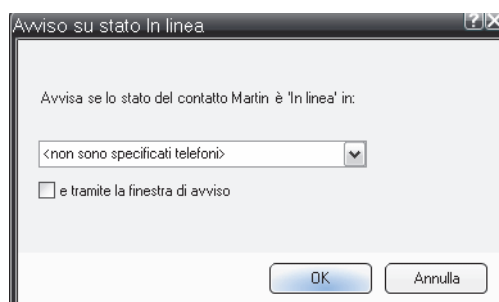 Avviso su stato In linea
Avvisa se lo stato del contatto Martin è 'In linea' in:
<non sono specificati telefoni>
e tramite la finestra di avviso
OK Annulla